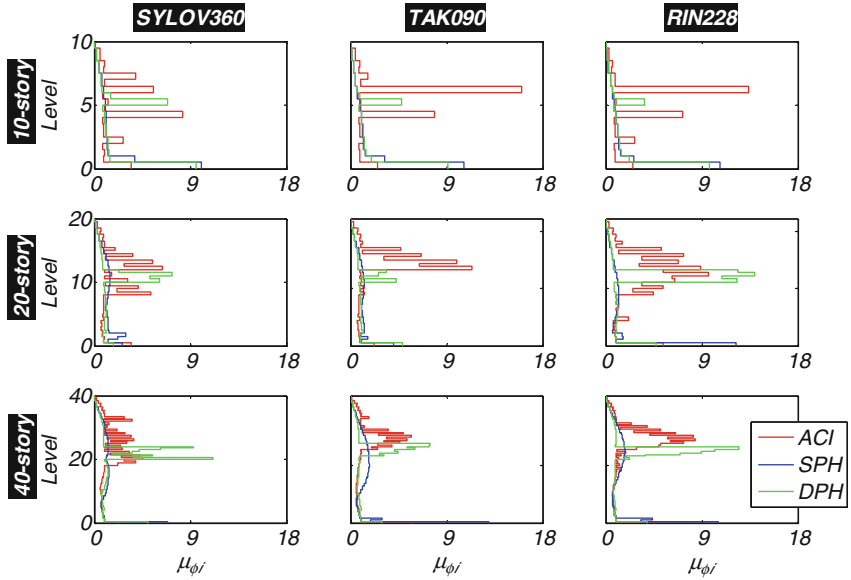 SYLOV360 TAK090 RIN228
10-story
Level
10
5
0
0 9 18
0 9 18
0 9 18
20-story
Level
20
10
0
0 9 18
0 9 18
0 9 18
40-story
Level
40
20
0
0 9 18
0 9 18
0 9 18
ACI
SPH
DPH
μϕi μϕi μϕi